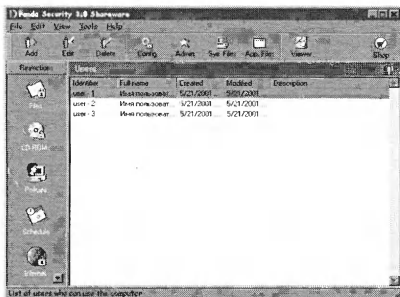 Panda Security 3.0 Shareware
File Edit View Tools Help
Add Edit Delete Config. Admin. Sys. Files App. Files Viewer Stop
Users
Identifier Full name Created Modified Description
user - 1 Имя пользоват... 5/21/2001 ... 5/21/2001 ...
user - 2 Имя пользоват... 5/21/2001 ... 5/21/2001 ...
user - 3 Имя пользоват... 5/21/2001 ... 5/21/2001 ...
Files
CD-ROM
Policies
Schedule
Internet
List of users who can use the computer